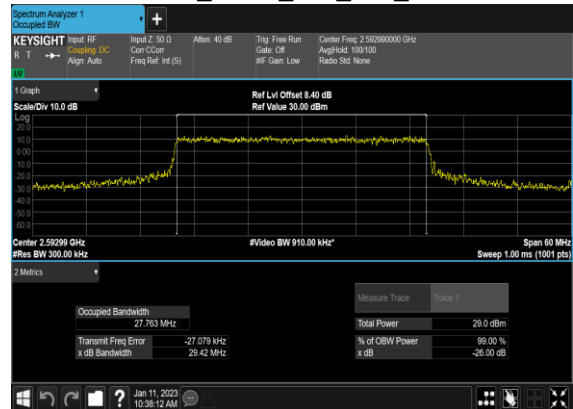 Spectrum Analyzer 1
Occupied BW
KEYSIGHT Input: RF Input Z: 50 Ω Atten: 40 dB Trig: Free Run Center Freq: 2.592990000 GHz
R T Coupling: DC Corr CCorr Gate: Off Avg|Hold: 100/100
Align: Auto Freq Ref: Int (S) #IF Gain: Low Radio Std: None
1 Graph
Scale/Div 10.0 dB
Ref Lvl Offset 8.40 dB
Ref Value 30.00 dBm
Log
20.0
10.0
0.00
-10.0
-20.0
-30.0
-40.0
-50.0
-60.0
Center 2.59299 GHz #Video BW 910.00 kHz* Span 60 MHz
#Res BW 300.00 kHz Sweep 1.00 ms (1001 pts)
2 Metrics
Measure Trace Trace 1
Occupied Bandwidth
27.763 MHz
Total Power 29.0 dBm
Transmit Freq Error -27.079 kHz % of OBW Power 99.00 %
x dB Bandwidth 29.42 MHz x dB -26.00 dB
Jan 11, 2023
10:38:12 AM